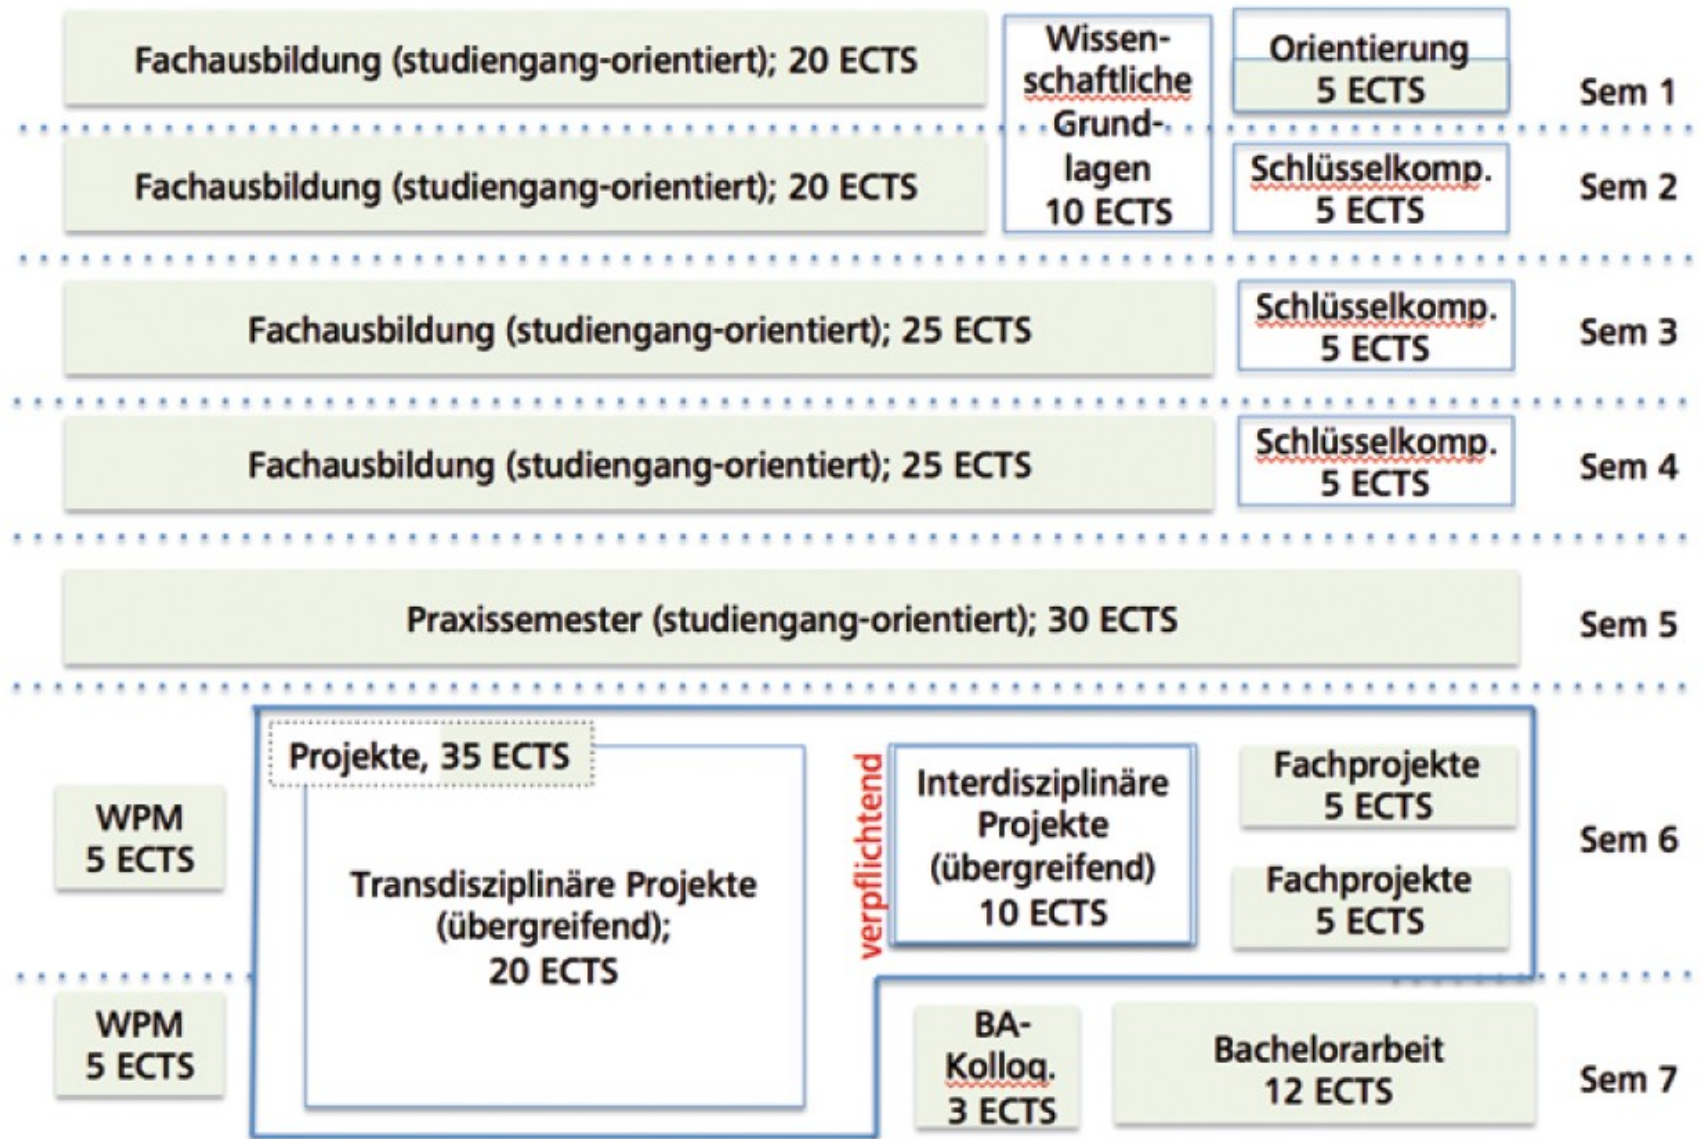 Fachausbildung (studiengang-orientiert); 20 ECTS
Wissen-
schaftliche
Grund-
lagen
10 ECTS
Orientierung
5 ECTS
Sem 1
Fachausbildung (studiengang-orientiert); 20 ECTS
Schlüsselkomp.
5 ECTS
Sem 2
Fachausbildung (studiengang-orientiert); 25 ECTS
Schlüsselkomp.
5 ECTS
Sem 3
Fachausbildung (studiengang-orientiert); 25 ECTS
Schlüsselkomp.
5 ECTS
Sem 4
Praxissemester (studiengang-orientiert); 30 ECTS
Sem 5
WPM
5 ECTS
Projekte, 35 ECTS
Transdisziplinäre Projekte
(übergreifend);
20 ECTS
verpflichtend
Interdisziplinäre
Projekte
(übergreifend)
10 ECTS
Fachprojekte
5 ECTS
Fachprojekte
5 ECTS
Sem 6
WPM
5 ECTS
BA-
Kolloq.
3 ECTS
Bachelorarbeit
12 ECTS
Sem 7